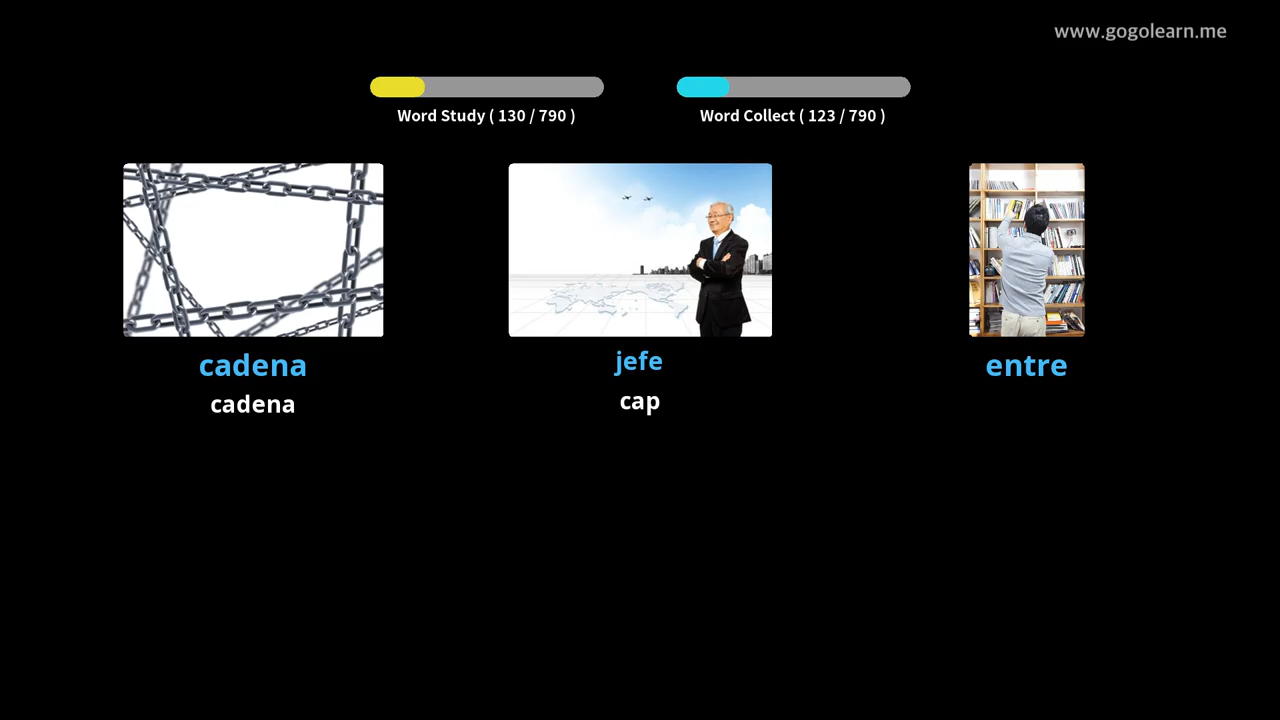 www.gogolearn.me
Word Study ( 130 / 790 )
Word Collect ( 123 / 790 )
cadena
cadena
jefe
cap
entre